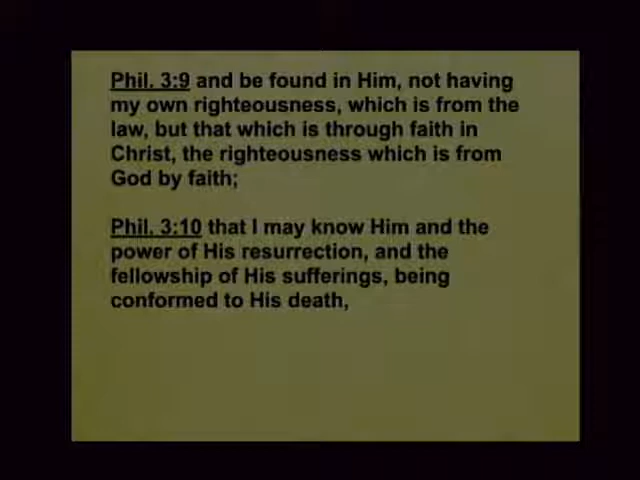 Phil. 3:9 and be found in Him, not having
my own righteousness, which is from the
law, but that which is through faith in
Christ, the righteousness which is from
God by faith;
Phil. 3:10 that I may know Him and the
power of His resurrection, and the
fellowship of His sufferings, being
conformed to His death,